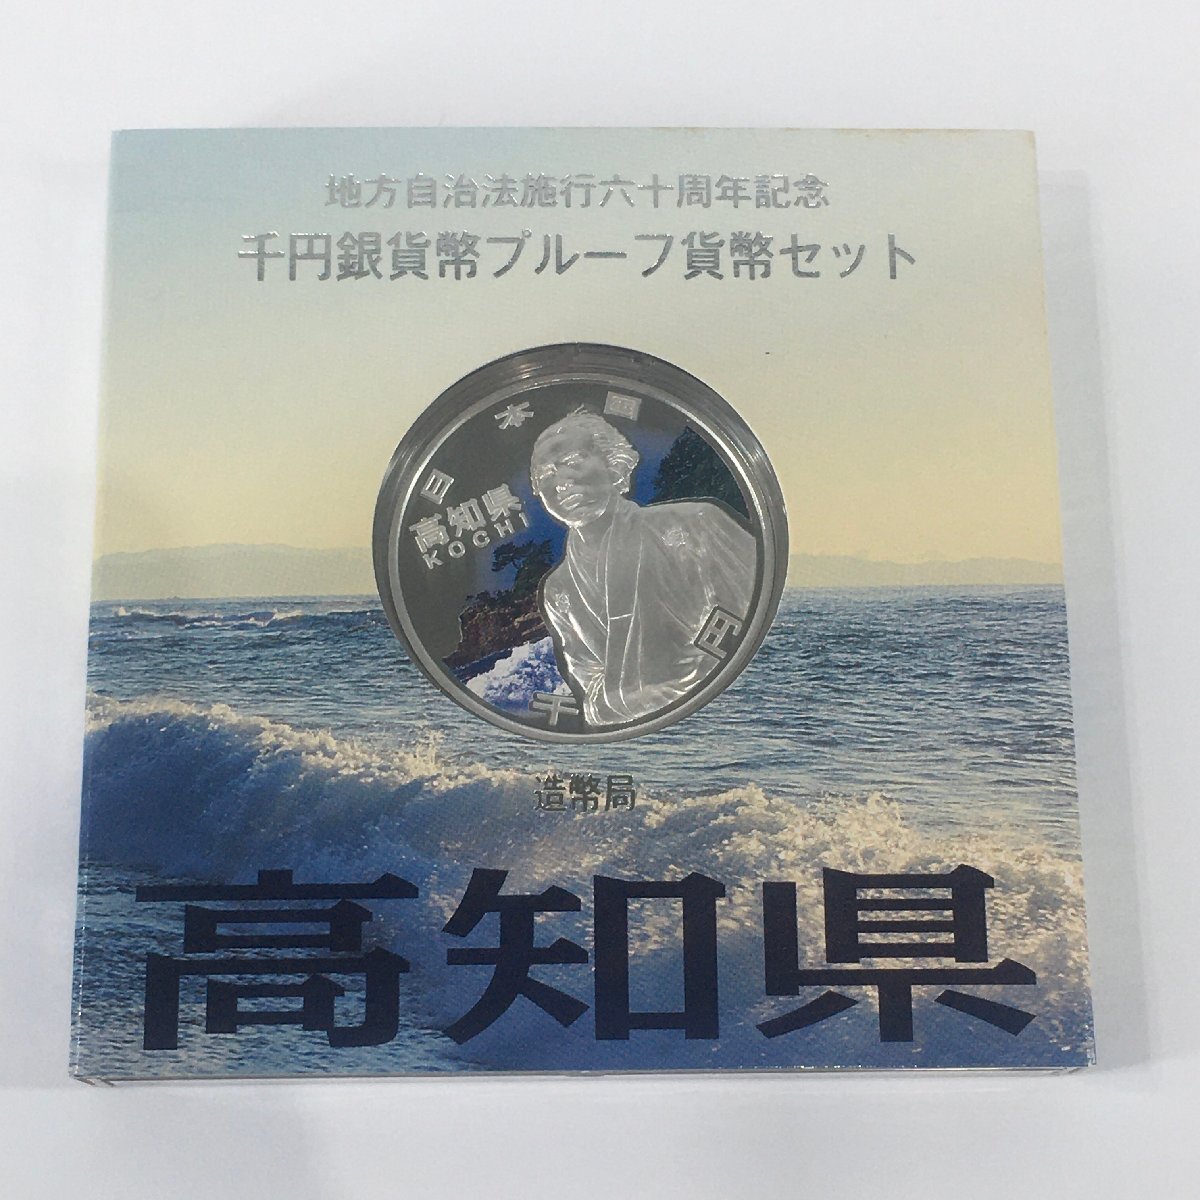 地方自治法施行六十周年記念
千円銀貨幣プルーフ貨幣セット
日本国
高知県
KOCHI
千円
造幣局
高知県